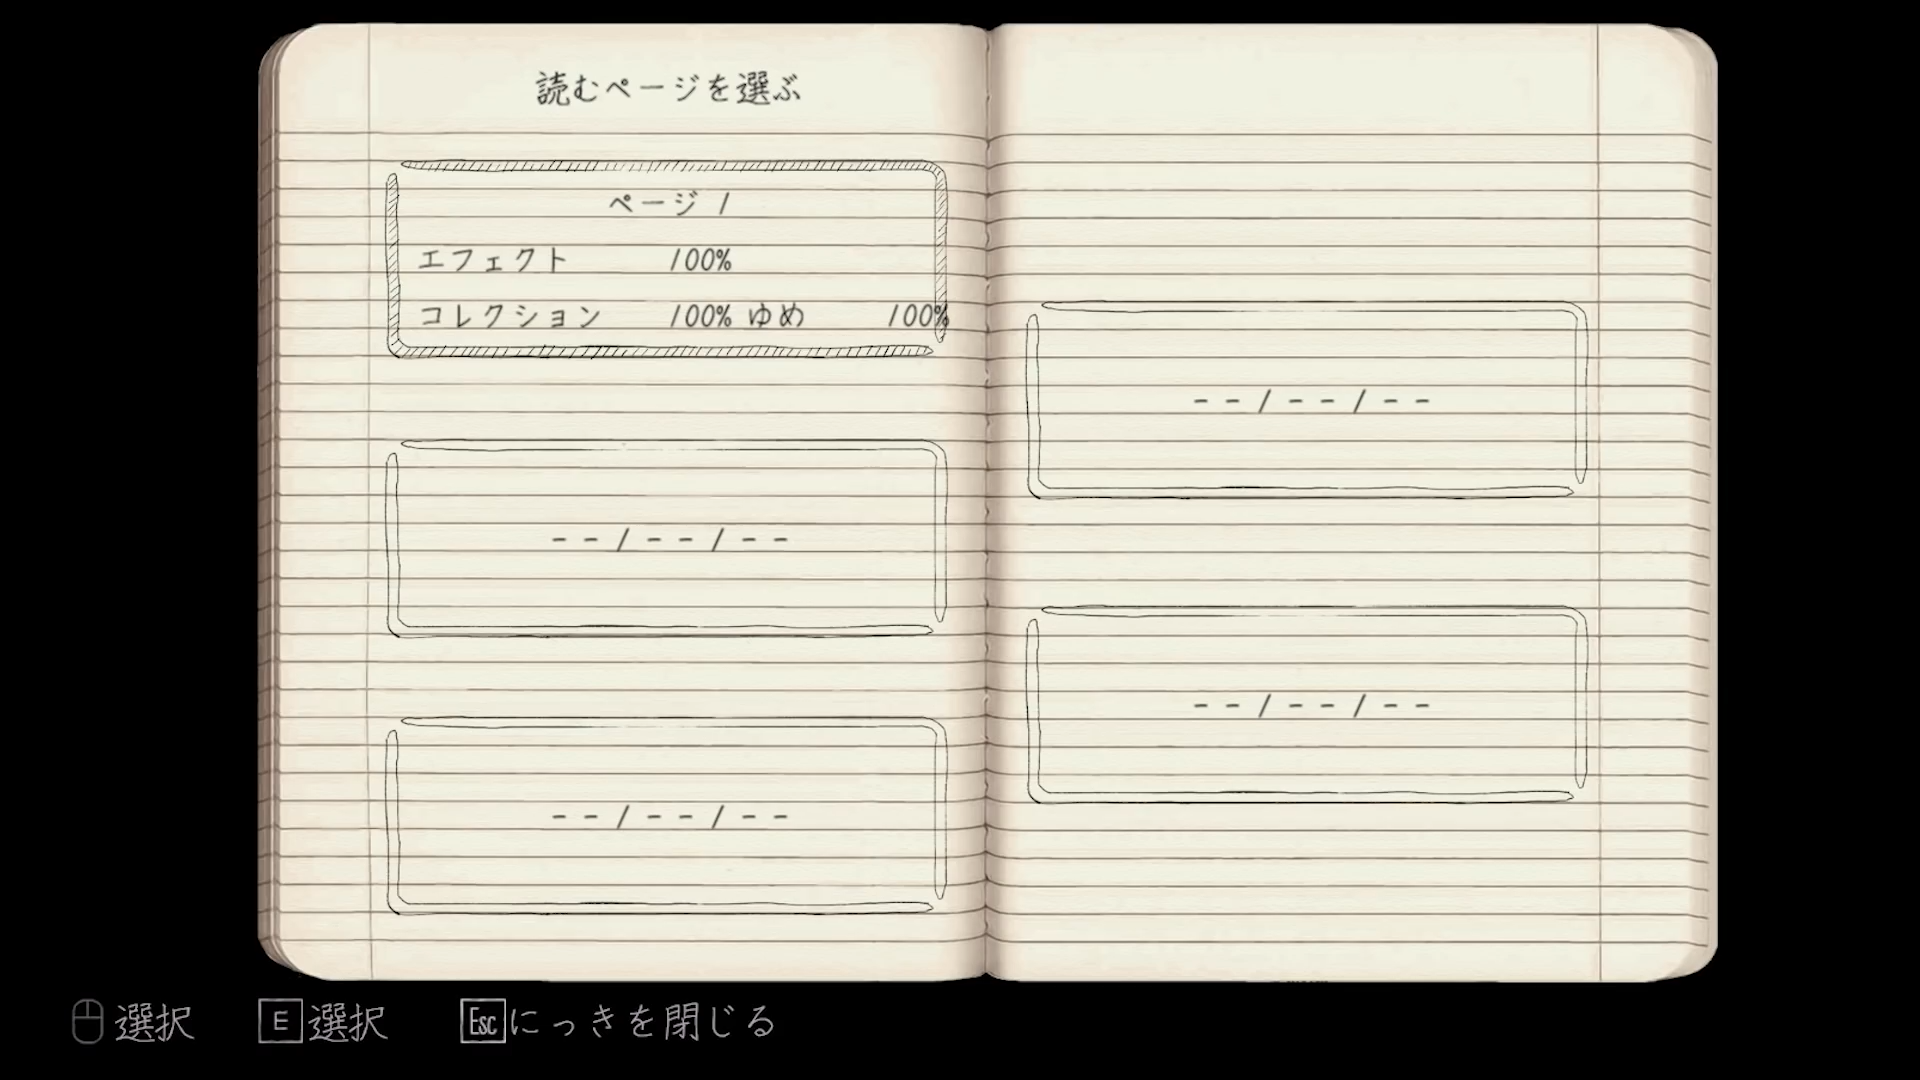 読むページを選ぶ
ページ 1
エフェクト 100%
コレクション 100% ゆめ 100%
--/--/--
--/--/--
--/--/--
--/--/--
選択 E 選択 Esc にっきを閉じる